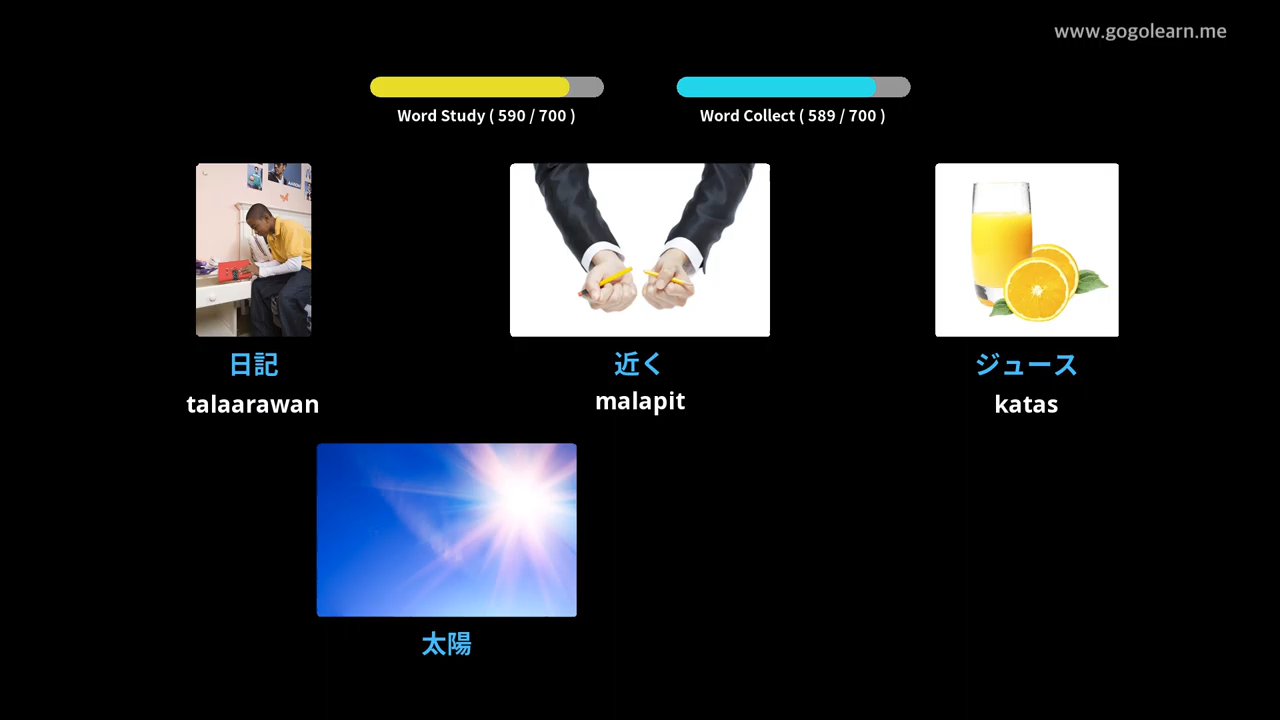 www.gogolearn.me
Word Study ( 590 / 700 )
Word Collect ( 589 / 700 )
日記
近く
ジュース
talaarawan
malapit
katas
太陽